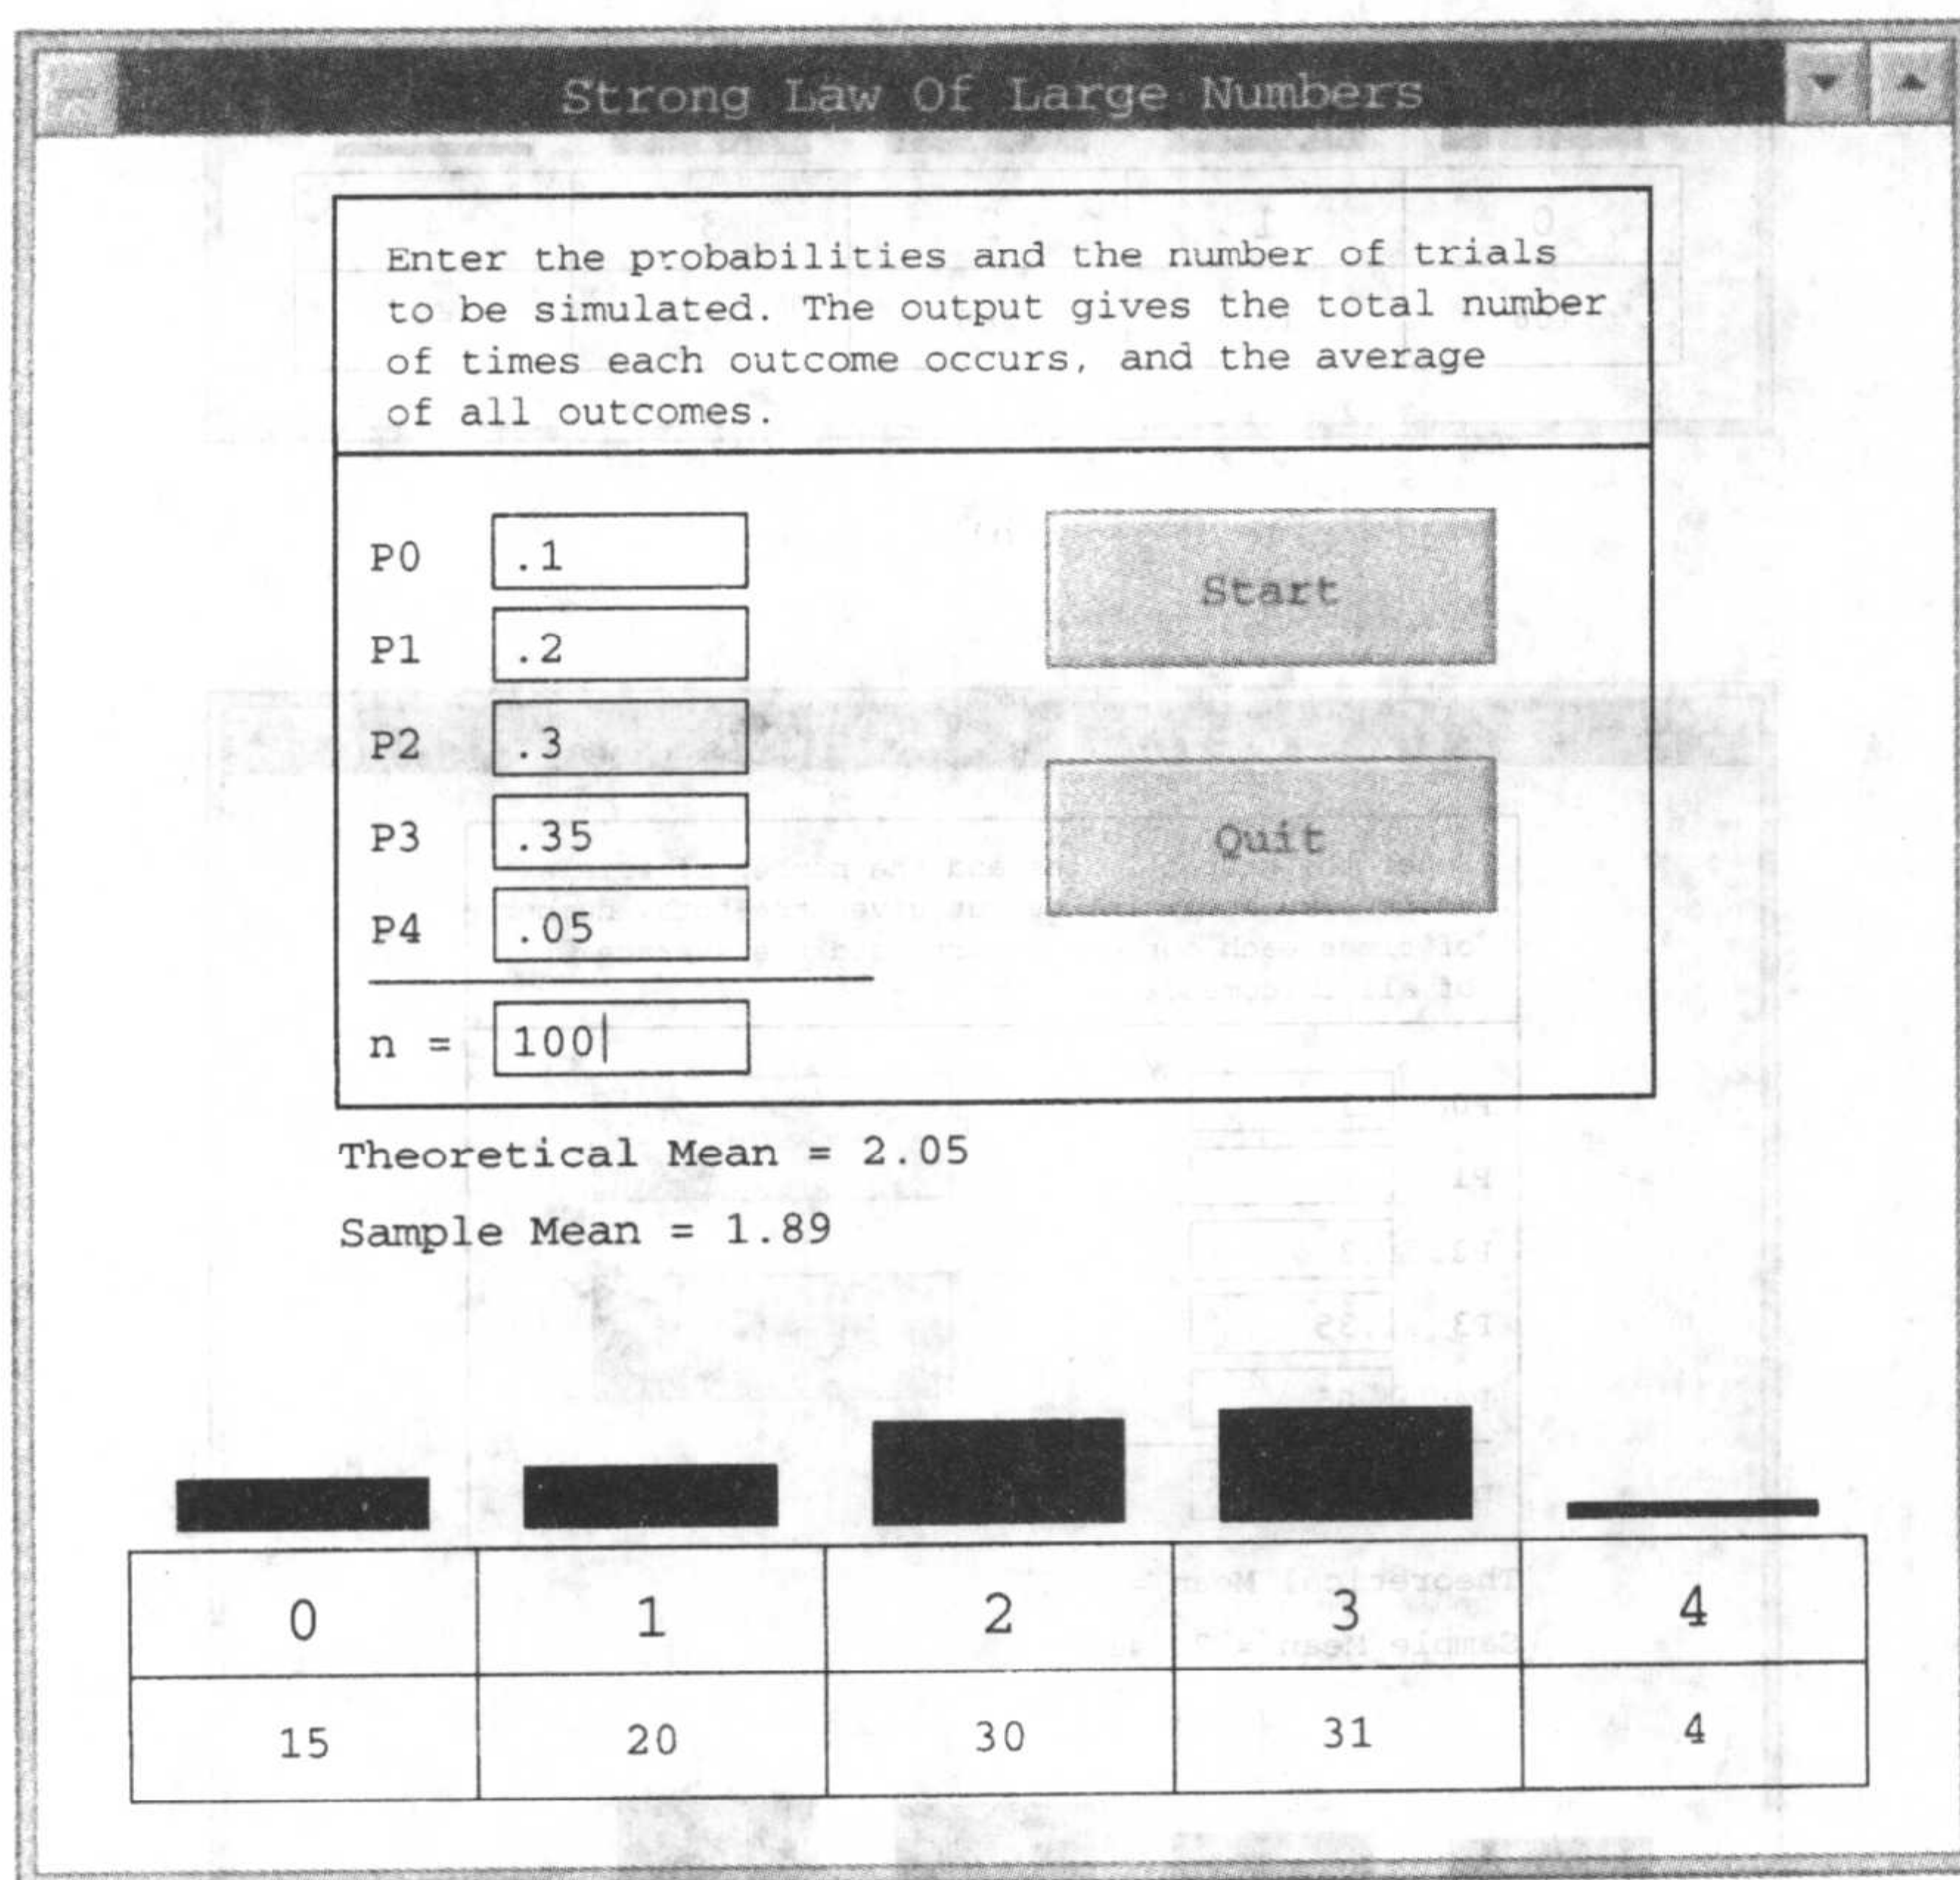 Strong Law Of Large Numbers
Enter the probabilities and the number of trials
to be simulated. The output gives the total number
of times each outcome occurs, and the average
of all outcomes.
P0 .1
P1 .2
P2 .3
P3 .35
P4 .05
n = 100
Start
Quit
Theoretical Mean = 2.05
Sample Mean = 1.89
0 1 2 3 4
15 20 30 31 4